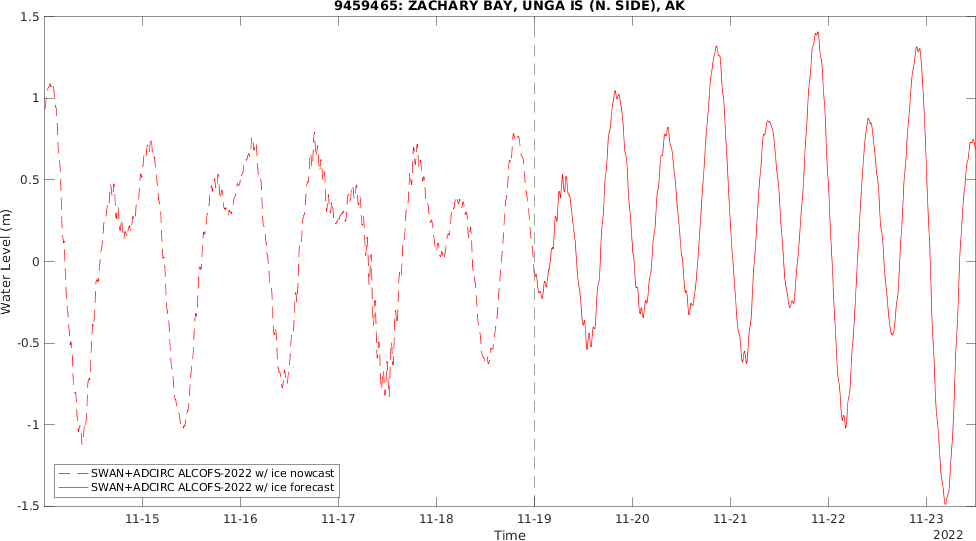 9459465: ZACHARY BAY, UNGA IS (N. SIDE), AK
1.5
1
0.5
0
-0.5
-1
-1.5
Water Level (m)
SWAN+ADCIRC ALCOFS-2022 w/ ice nowcast
SWAN+ADCIRC ALCOFS-2022 w/ ice forecast
11-15 11-16 11-17 11-18 11-19 11-20 11-21 11-22 11-23
Time
2022